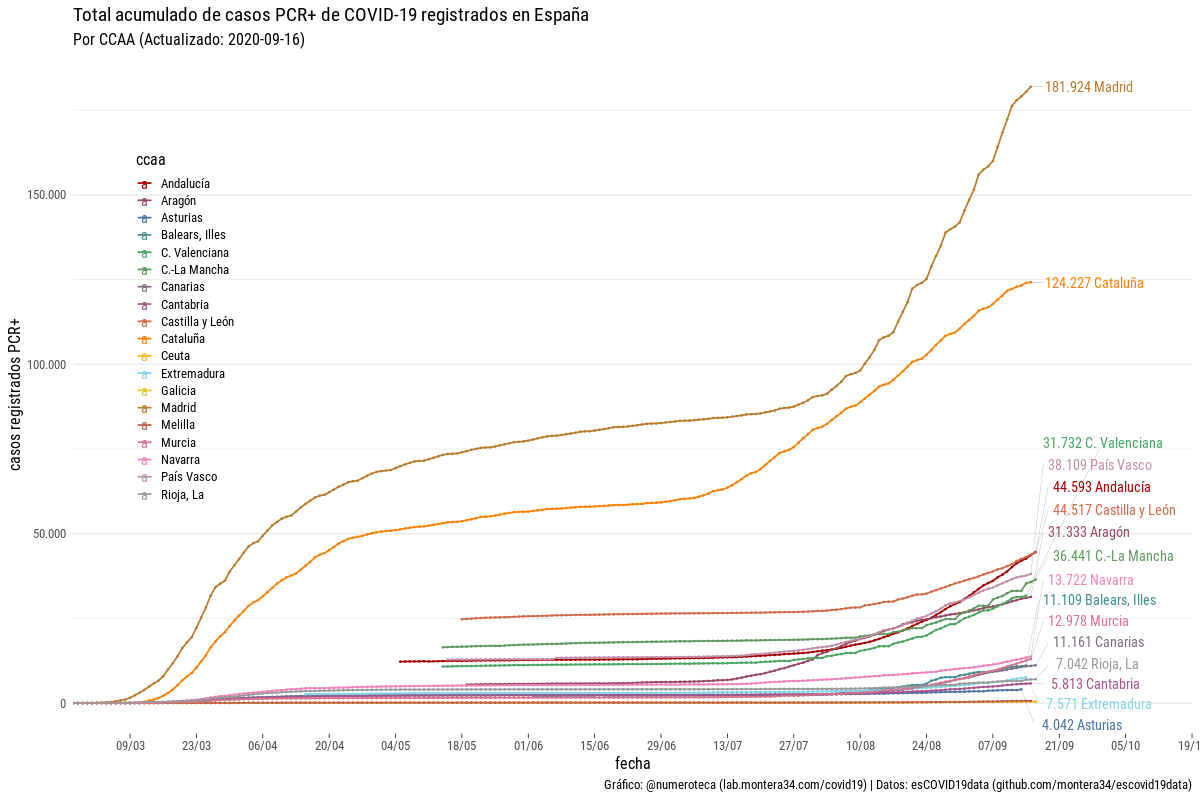 Total acumulado de casos PCR+ de COVID-19 registrados en España
Por CCAA (Actualizado: 2020-09-16)
181.924 Madrid
ccaa
Andalucía
Aragón
Asturias
Balears, Illes
C. Valenciana
C.-La Mancha
Canarias
Cantabria
Castilla y León
Cataluña
Ceuta
Extremadura
Galicia
Madrid
Melilla
Murcia
Navarra
País Vasco
Rioja, La
150.000
100.000
50.000
0
casos registrados PCR+
124.227 Cataluña
31.732 C. Valenciana
38.109 País Vasco
44.593 Andalucía
44.517 Castilla y León
31.333 Aragón
36.441 C.-La Mancha
13.722 Navarra
11.109 Balears, Illes
12.978 Murcia
11.161 Canarias
7.042 Rioja, La
5.813 Cantabria
7.571 Extremadura
4.042 Asturias
09/03 23/03 06/04 20/04 04/05 18/05 01/06 15/06 29/06 13/07 27/07 10/08 24/08 07/09 21/09 05/10 19/1
fecha
Gráfico: @numeroteca (lab.montera34.com/covid19) | Datos: esCOVID19data (github.com/montera34/escovid19data)